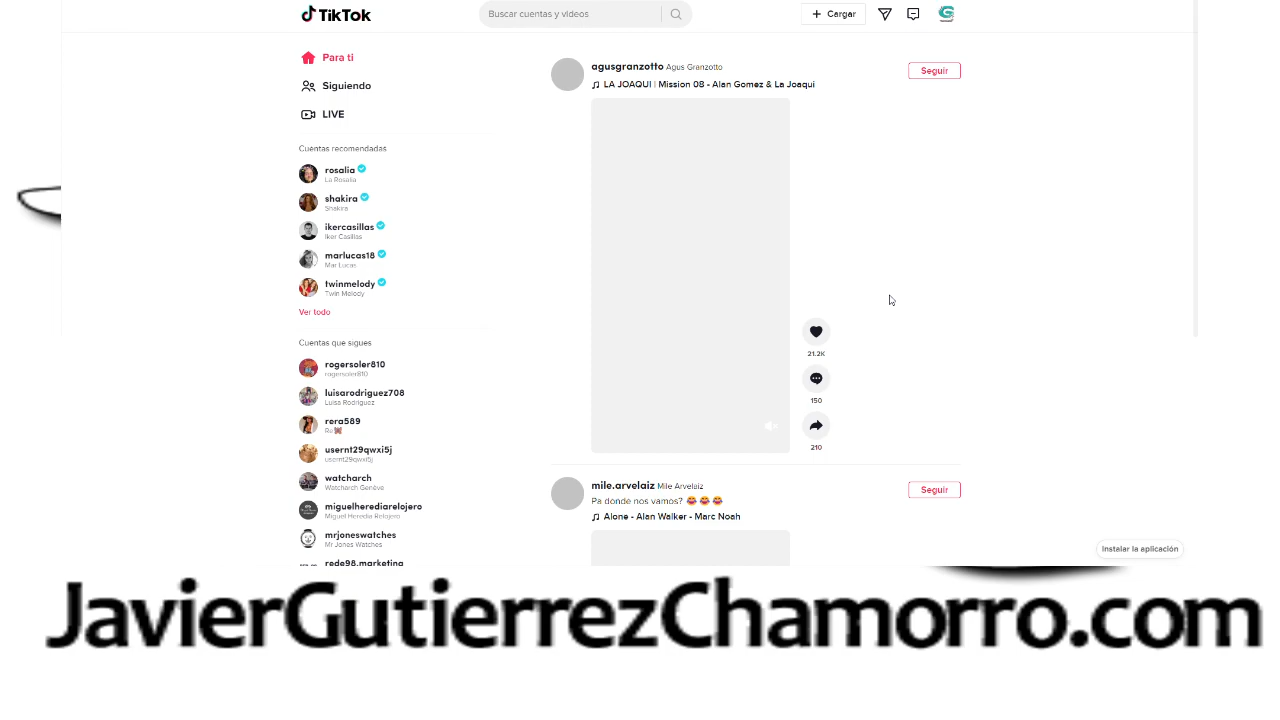 TikTok
Buscar cuentas y videos
Cargar
Para ti
Siguiendo
LIVE
Cuentas recomendadas
rosalia
La Rosalia
shakira
Shakira
ikercasillas
Iker Casillas
marlucas18
Mar Lucas
twinmelody
Twin Melody
Ver todo
Cuentas que sigues
rogersoler810
rogersoler810
luisarodriguez708
Luisa Rodriguez
rera589
Re
usernt29qwxi5j
usernt29qwxi5j
watcharch
Watcharch Genève
miguelherediarelojero
Miguel Heredia Relojero
mrjoneswatches
Mr Jones Watches
rede98.marketing
agusgranzotto Agus Granzotto
LA JOAQUI | Mission 08 - Alan Gomez & La Joaqui
Seguir
21.2K
150
210
mile.arvelaiz Mile Arvelaiz
Pa donde nos vamos? 😂😂😂
Alone - Alan Walker - Marc Noah
Seguir
Instalar la aplicación
JavierGutierrezChamorro.com